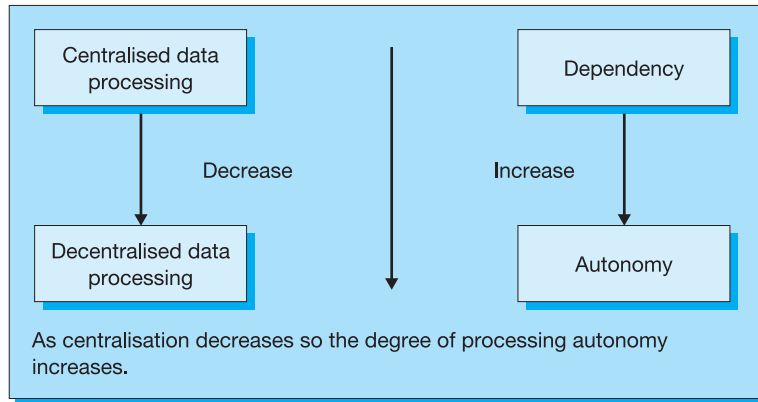 Centralised data
processing
Dependency
Decrease
Increase
Decentralised data
processing
Autonomy
As centralisation decreases so the degree of processing autonomy
increases.